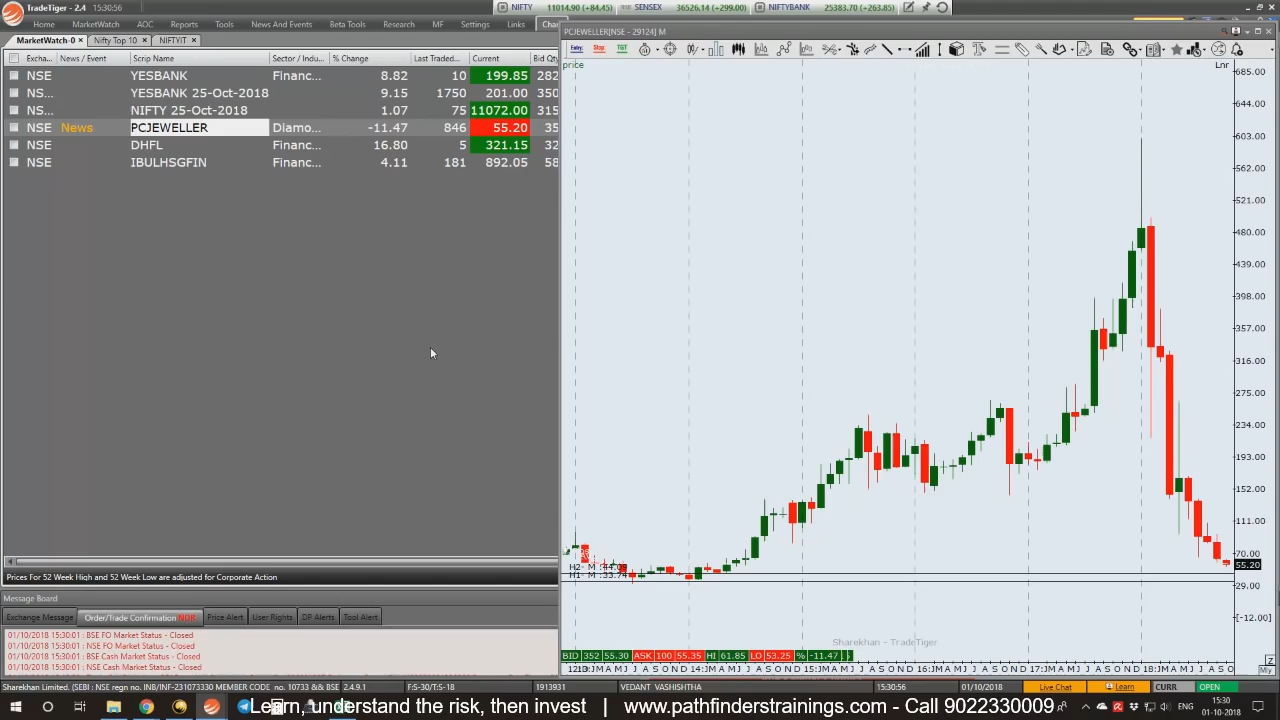 TradeTiger - 2.4 15:30:56
NIFTY 11014.90 (+84.45) SENSEX 36526.14 (+299.00) NIFTYBANK 25383.70 (+263.85)
Home MarketWatch AOC Reports Tools News And Events Beta Tools MF Research Settings Links
MarketWatch-0 Nifty Top 10 NIFTYIT
PCJEWELLER[NSE - 29124] M
Excha... News / Event Scrip Name Sector / Indu... % Change Last Traded... Current Bid Qty
NSE YESBANK Financ... 8.82 10 199.85 282
NS... YESBANK 25-Oct-2018 9.15 1750 201.00 350
NS... NIFTY 25-Oct-2018 1.07 75 11072.00 315
NSE News PCJEWELLER Diamo... -11.47 846 55.20 35
NSE DHFL Financ... 16.80 5 321.15 32
NSE IBULHSGFIN Financ... 4.11 181 892.05 58
Entry Stop TGT
price Lnr
685.00
644.00
603.00
562.00
521.00
480.00
439.00
398.00
357.00
316.00
275.00
234.00
193.00
152.00
111.00
70.00
55.20
29.00
[-12.00]
H1- M :33.74
Sharekhan - TradeTiger
BID 352 55.30 ASK 100 55.35 HI 61.85 LO 53.25 % -11.47
Prices For 52 Week High and 52 Week Low are adjusted for Corporate Action
Message Board
Exchange Message Order/Trade Confirmation Price Alert User Rights DP Alerts Tool Alert
01/10/2018 15:30:01 : BSE FO Market Status - Closed
01/10/2018 15:30:01 : NSE FO Market Status - Closed
01/10/2018 15:30:01 : BSE Cash Market Status - Closed
01/10/2018 15:30:01 : NSE Cash Market Status - Closed
Sharekhan Limited. (SEBI : NSE regn no. INB/INF-231073330 MEMBER CODE no. 10733 && BSE 2.4.9.1 F:S-30/T:S-18 1913931 VEDANT VASHISHTHA 15:30:56 01/10/2018 Live Chat Learn CURR OPEN
Learn, understand the risk, then invest | www.pathfinderstrainings.com - Call 9022330009
ENG 15:30
01-10-2018